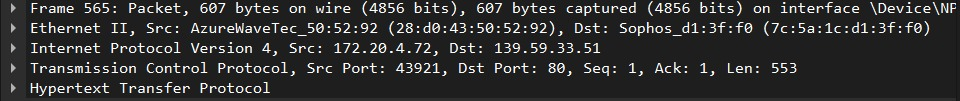 Frame 565: Packet, 607 bytes on wire (4856 bits), 607 bytes captured (4856 bits) on interface \Device\NP
Ethernet II, Src: AzureWaveTec_50:52:92 (28:d0:43:50:52:92), Dst: Sophos_d1:3f:f0 (7c:5a:1c:d1:3f:f0)
Internet Protocol Version 4, Src: 172.20.4.72, Dst: 139.59.33.51
Transmission Control Protocol, Src Port: 43921, Dst Port: 80, Seq: 1, Ack: 1, Len: 553
Hypertext Transfer Protocol